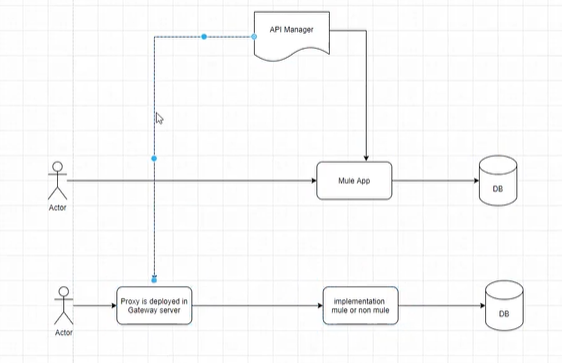 API Manager
Mule App
DB
Actor
Proxy is deployed in
Gateway server
implementation
mule or non mule
DB
Actor